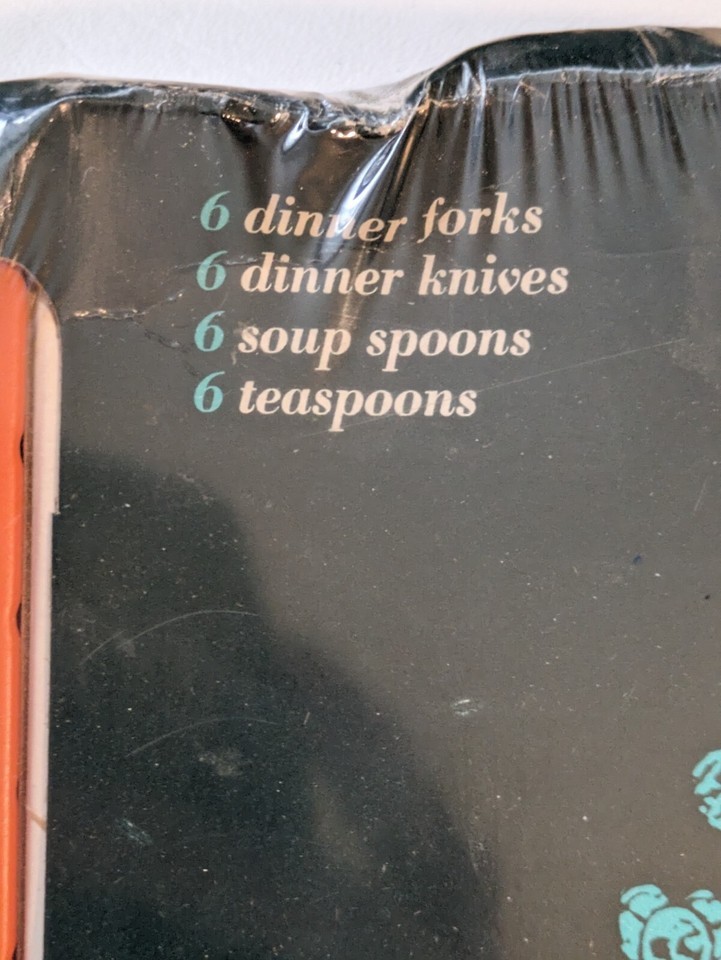 6 dinner forks
6 dinner knives
6 soup spoons
6 teaspoons